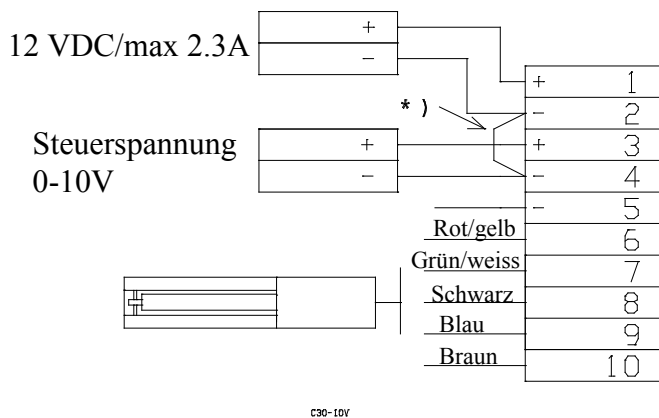 12 VDC/max 2.3A
+
-
* )
Steuerspannung
0-10V
+
-
+ 1
- 2
+ 3
- 4
- 5
Rot/gelb 6
Grün/weiss 7
Schwarz 8
Blau 9
Braun 10
C30-10V